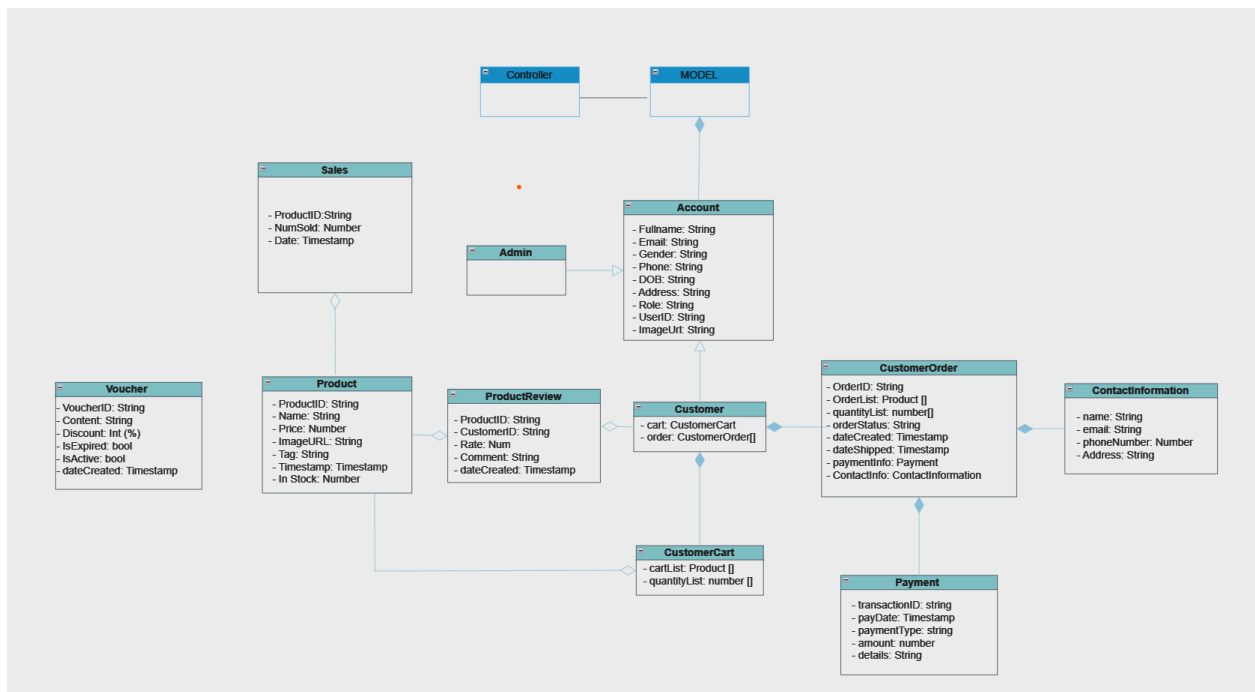 Controller
MODEL
Sales
- ProductID:String
- NumSold: Number
- Date: Timestamp
Account
- Fullname: String
- Email: String
- Gender: String
- Phone: String
- DOB: String
- Address: String
- Role: String
- UserID: String
- ImageUrl: String
Admin
Voucher
- VoucherID: String
- Content: String
- Discount: Int (%)
- IsExpired: bool
- IsActive: bool
- dateCreated: Timestamp
Product
- ProductID: String
- Name: String
- Price: Number
- ImageURL: String
- Tag: String
- Timestamp: Timestamp
- In Stock: Number
ProductReview
- ProductID: String
- CustomerID: String
- Rate: Num
- Comment: String
- dateCreated: Timestamp
Customer
- cart: CustomerCart
- order: CustomerOrder[]
CustomerOrder
- OrderID: String
- OrderList: Product []
- quantityList: number[]
- orderStatus: String
- dateCreated: Timestamp
- dateShipped: Timestamp
- paymentInfo: Payment
- ContactInfo: ContactInformation
ContactInformation
- name: String
- email: String
- phoneNumber: Number
- Address: String
CustomerCart
- cartList: Product []
- quantityList: number []
Payment
- transactionID: string
- payDate: Timestamp
- paymentType: string
- amount: number
- details: String